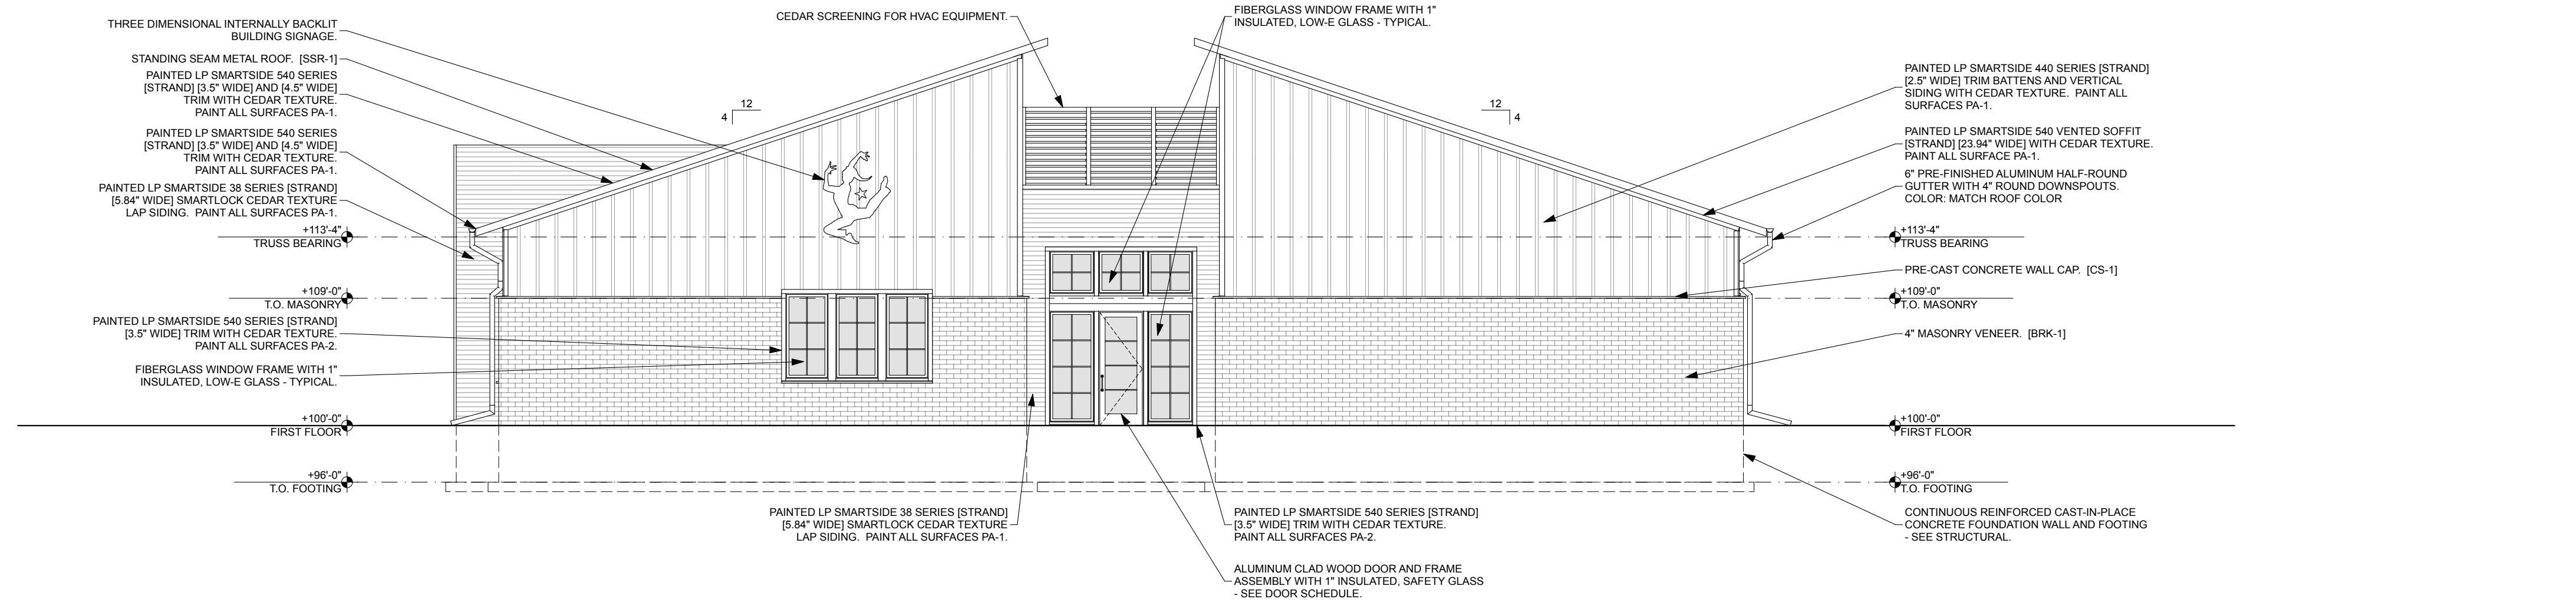 THREE DIMENSIONAL INTERNALLY BACKLIT
BUILDING SIGNAGE.
STANDING SEAM METAL ROOF.  [SSR-1]
PAINTED LP SMARTSIDE 540 SERIES
[STRAND] [3.5" WIDE] AND [4.5" WIDE]
TRIM WITH CEDAR TEXTURE.
PAINT ALL SURFACES PA-1.
PAINTED LP SMARTSIDE 540 SERIES
[STRAND] [3.5" WIDE] AND [4.5" WIDE]
TRIM WITH CEDAR TEXTURE.
PAINT ALL SURFACES PA-1.
PAINTED LP SMARTSIDE 38 SERIES [STRAND]
[5.84" WIDE] SMARTLOCK CEDAR TEXTURE
LAP SIDING.  PAINT ALL SURFACES PA-1.
+113'-4"
TRUSS BEARING
+109'-0"
T.O. MASONRY
PAINTED LP SMARTSIDE 540 SERIES [STRAND]
[3.5" WIDE] TRIM WITH CEDAR TEXTURE.
PAINT ALL SURFACES PA-2.
FIBERGLASS WINDOW FRAME WITH 1"
INSULATED, LOW-E GLASS - TYPICAL.
+100'-0"
FIRST FLOOR
+96'-0"
T.O. FOOTING
CEDAR SCREENING FOR HVAC EQUIPMENT.
FIBERGLASS WINDOW FRAME WITH 1"
INSULATED, LOW-E GLASS - TYPICAL.
12
4
12
4
PAINTED LP SMARTSIDE 38 SERIES [STRAND]
[5.84" WIDE] SMARTLOCK CEDAR TEXTURE
LAP SIDING.  PAINT ALL SURFACES PA-1.
PAINTED LP SMARTSIDE 540 SERIES [STRAND]
[3.5" WIDE] TRIM WITH CEDAR TEXTURE.
PAINT ALL SURFACES PA-2.
ALUMINUM CLAD WOOD DOOR AND FRAME
ASSEMBLY WITH 1" INSULATED, SAFETY GLASS
- SEE DOOR SCHEDULE.
PAINTED LP SMARTSIDE 440 SERIES [STRAND]
[2.5" WIDE] TRIM BATTENS AND VERTICAL
SIDING WITH CEDAR TEXTURE.  PAINT ALL
SURFACES PA-1.
PAINTED LP SMARTSIDE 540 VENTED SOFFIT
[STRAND] [23.94" WIDE] WITH CEDAR TEXTURE.
PAINT ALL SURFACE PA-1.
6" PRE-FINISHED ALUMINUM HALF-ROUND
GUTTER WITH 4" ROUND DOWNSPOUTS.
COLOR: MATCH ROOF COLOR
+113'-4"
TRUSS BEARING
PRE-CAST CONCRETE WALL CAP.  [CS-1]
+109'-0"
T.O. MASONRY
4" MASONRY VENEER.  [BRK-1]
+100'-0"
FIRST FLOOR
+96'-0"
T.O. FOOTING
CONTINUOUS REINFORCED CAST-IN-PLACE
CONCRETE FOUNDATION WALL AND FOOTING
- SEE STRUCTURAL.